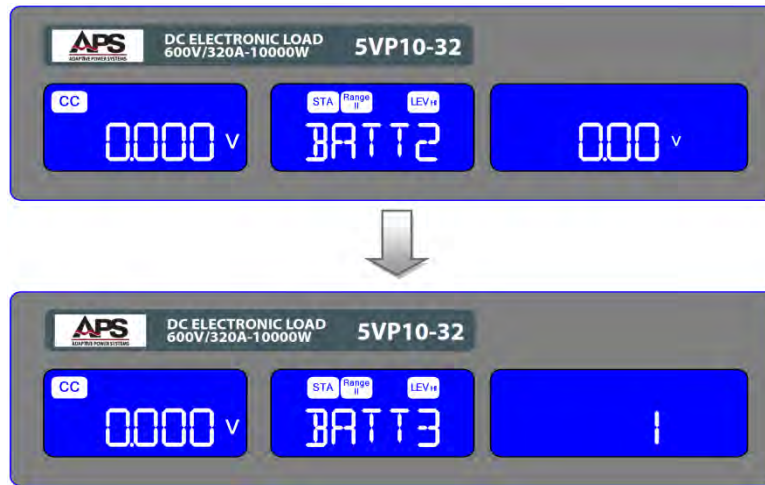 APS
ADAPTIVE POWER SYSTEMS
DC ELECTRONIC LOAD
600V/320A-10000W
5VP10-32
CC
0.000 V
STA Range II LEV HI
BATT2
0.00 V
APS
ADAPTIVE POWER SYSTEMS
DC ELECTRONIC LOAD
600V/320A-10000W
5VP10-32
CC
0.000 V
STA Range II LEV HI
BATT3
1